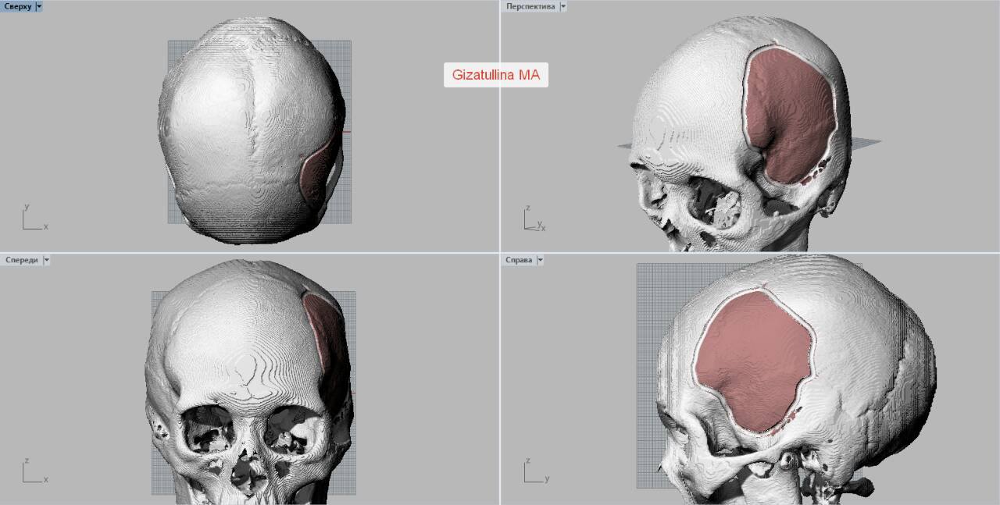 Сверху
Перспектива
Gizatullina MA
y
x
z
y
x
Спереди
Справа
z
x
z
y